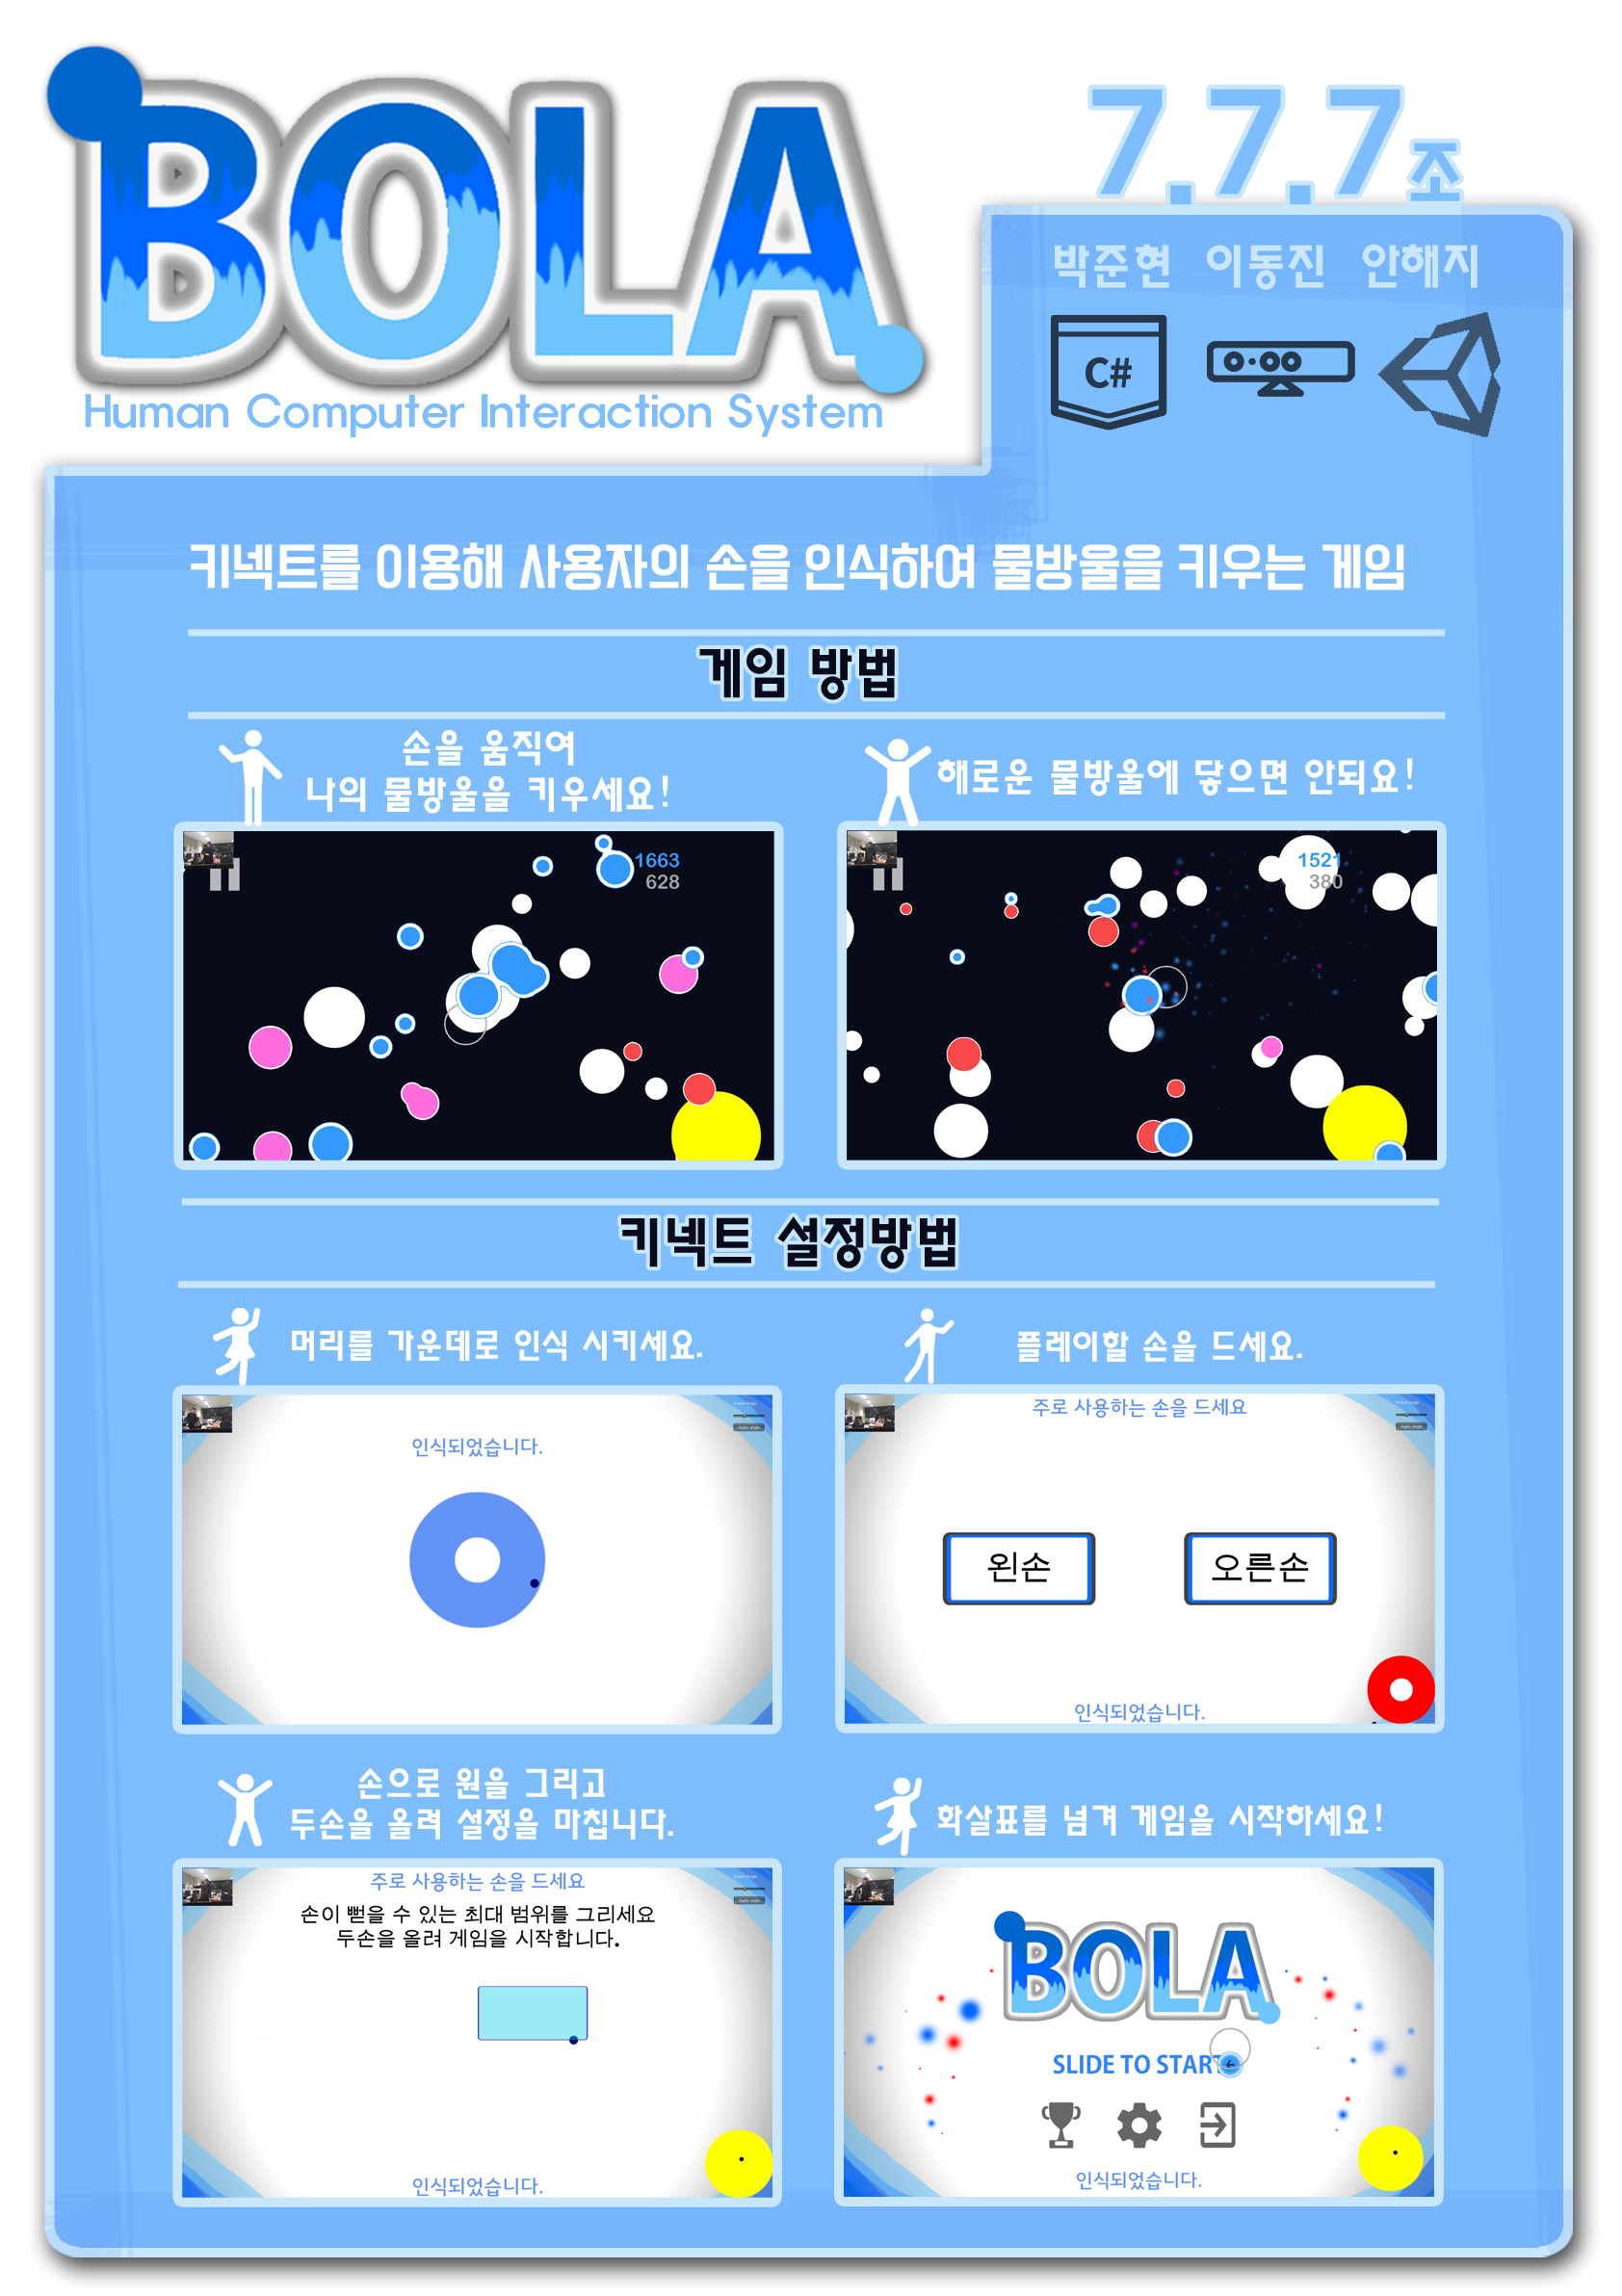 BOLA
Human Computer Interaction System
7.7.7조
박준현 이동진 안해지
C#
키넥트를 이용해 사용자의 손을 인식하여 물방울을 키우는 게임
게임 방법
손을 움직여
나의 물방울을 키우세요!
해로운 물방울에 닿으면 안되요!
1663
628
1521
380
키넥트 설정방법
머리를 가운데로 인식 시키세요.
플레이할 손을 드세요.
인식되었습니다.
주로 사용하는 손을 드세요
왼손
오른손
인식되었습니다.
손으로 원을 그리고
두손을 올려 설정을 마칩니다.
화살표를 넘겨 게임을 시작하세요!
주로 사용하는 손을 드세요
손이 뻗을 수 있는 최대 범위를 그리세요
두손을 올려 게임을 시작합니다.
인식되었습니다.
BOLA
SLIDE TO START
인식되었습니다.